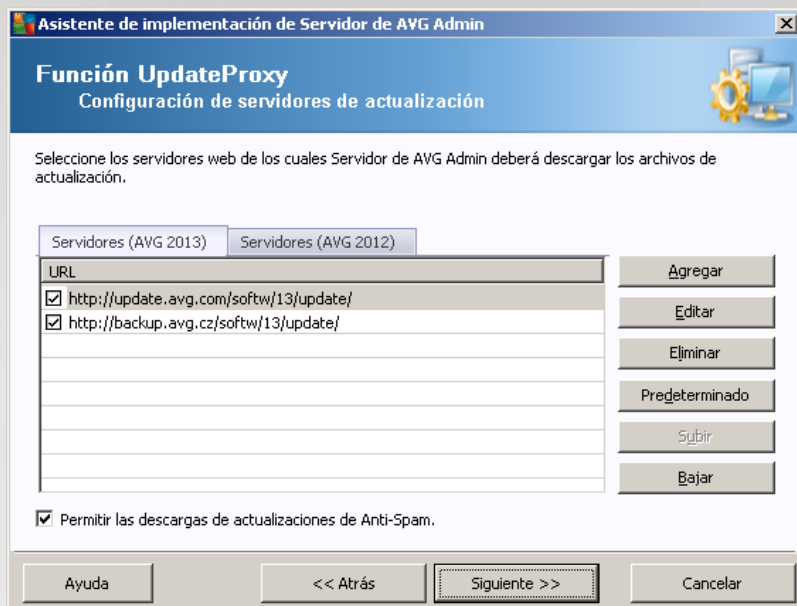 Asistente de implementación de Servidor de AVG Admin
Función UpdateProxy
Configuración de servidores de actualización
Seleccione los servidores web de los cuales Servidor de AVG Admin deberá descargar los archivos de
actualización.
Servidores (AVG 2013) Servidores (AVG 2012)
URL
http://update.avg.com/softw/13/update/
http://backup.avg.cz/softw/13/update/
Agregar
Editar
Eliminar
Predeterminado
Subir
Bajar
Permitir las descargas de actualizaciones de Anti-Spam.
Ayuda << Atrás Siguiente >> Cancelar